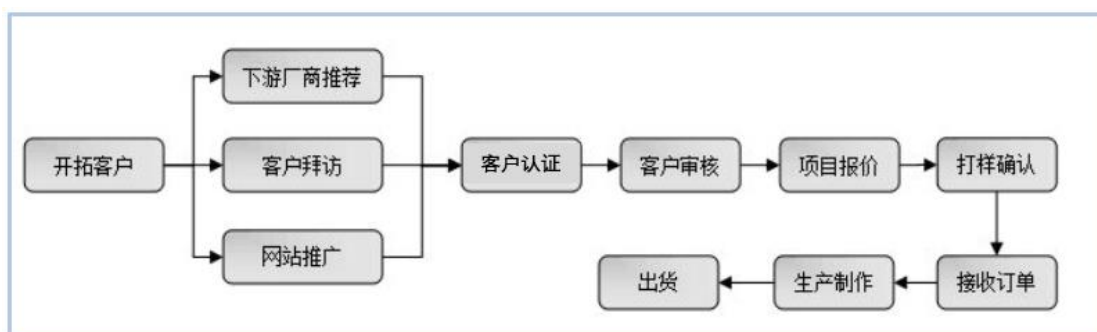 开拓客户
下游厂商推荐
客户拜访
网站推广
客户认证
客户审核
项目报价
打样确认
接收订单
生产制作
出货